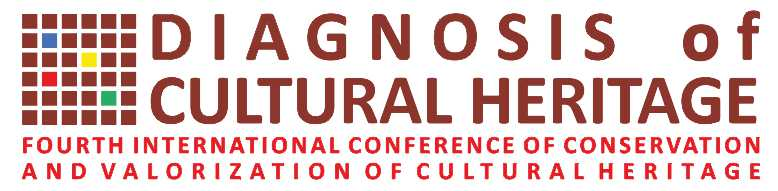 DIAGNOSIS of
CULTURAL HERITAGE
FOURTH INTERNATIONAL CONFERENCE OF CONSERVATION
AND VALORIZATION OF CULTURAL HERITAGE